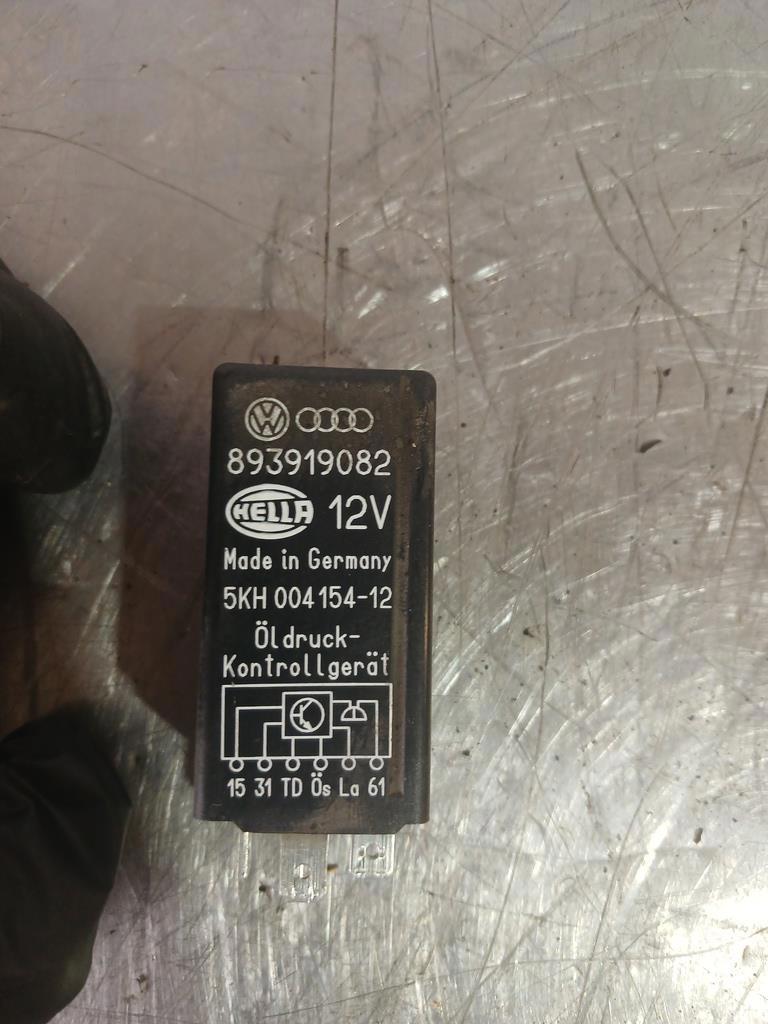 893919082
HELLA 12V
Made in Germany
5KH 004 154-12
Öldruck-
Kontrollgerät
15 31 TD Ös La 61